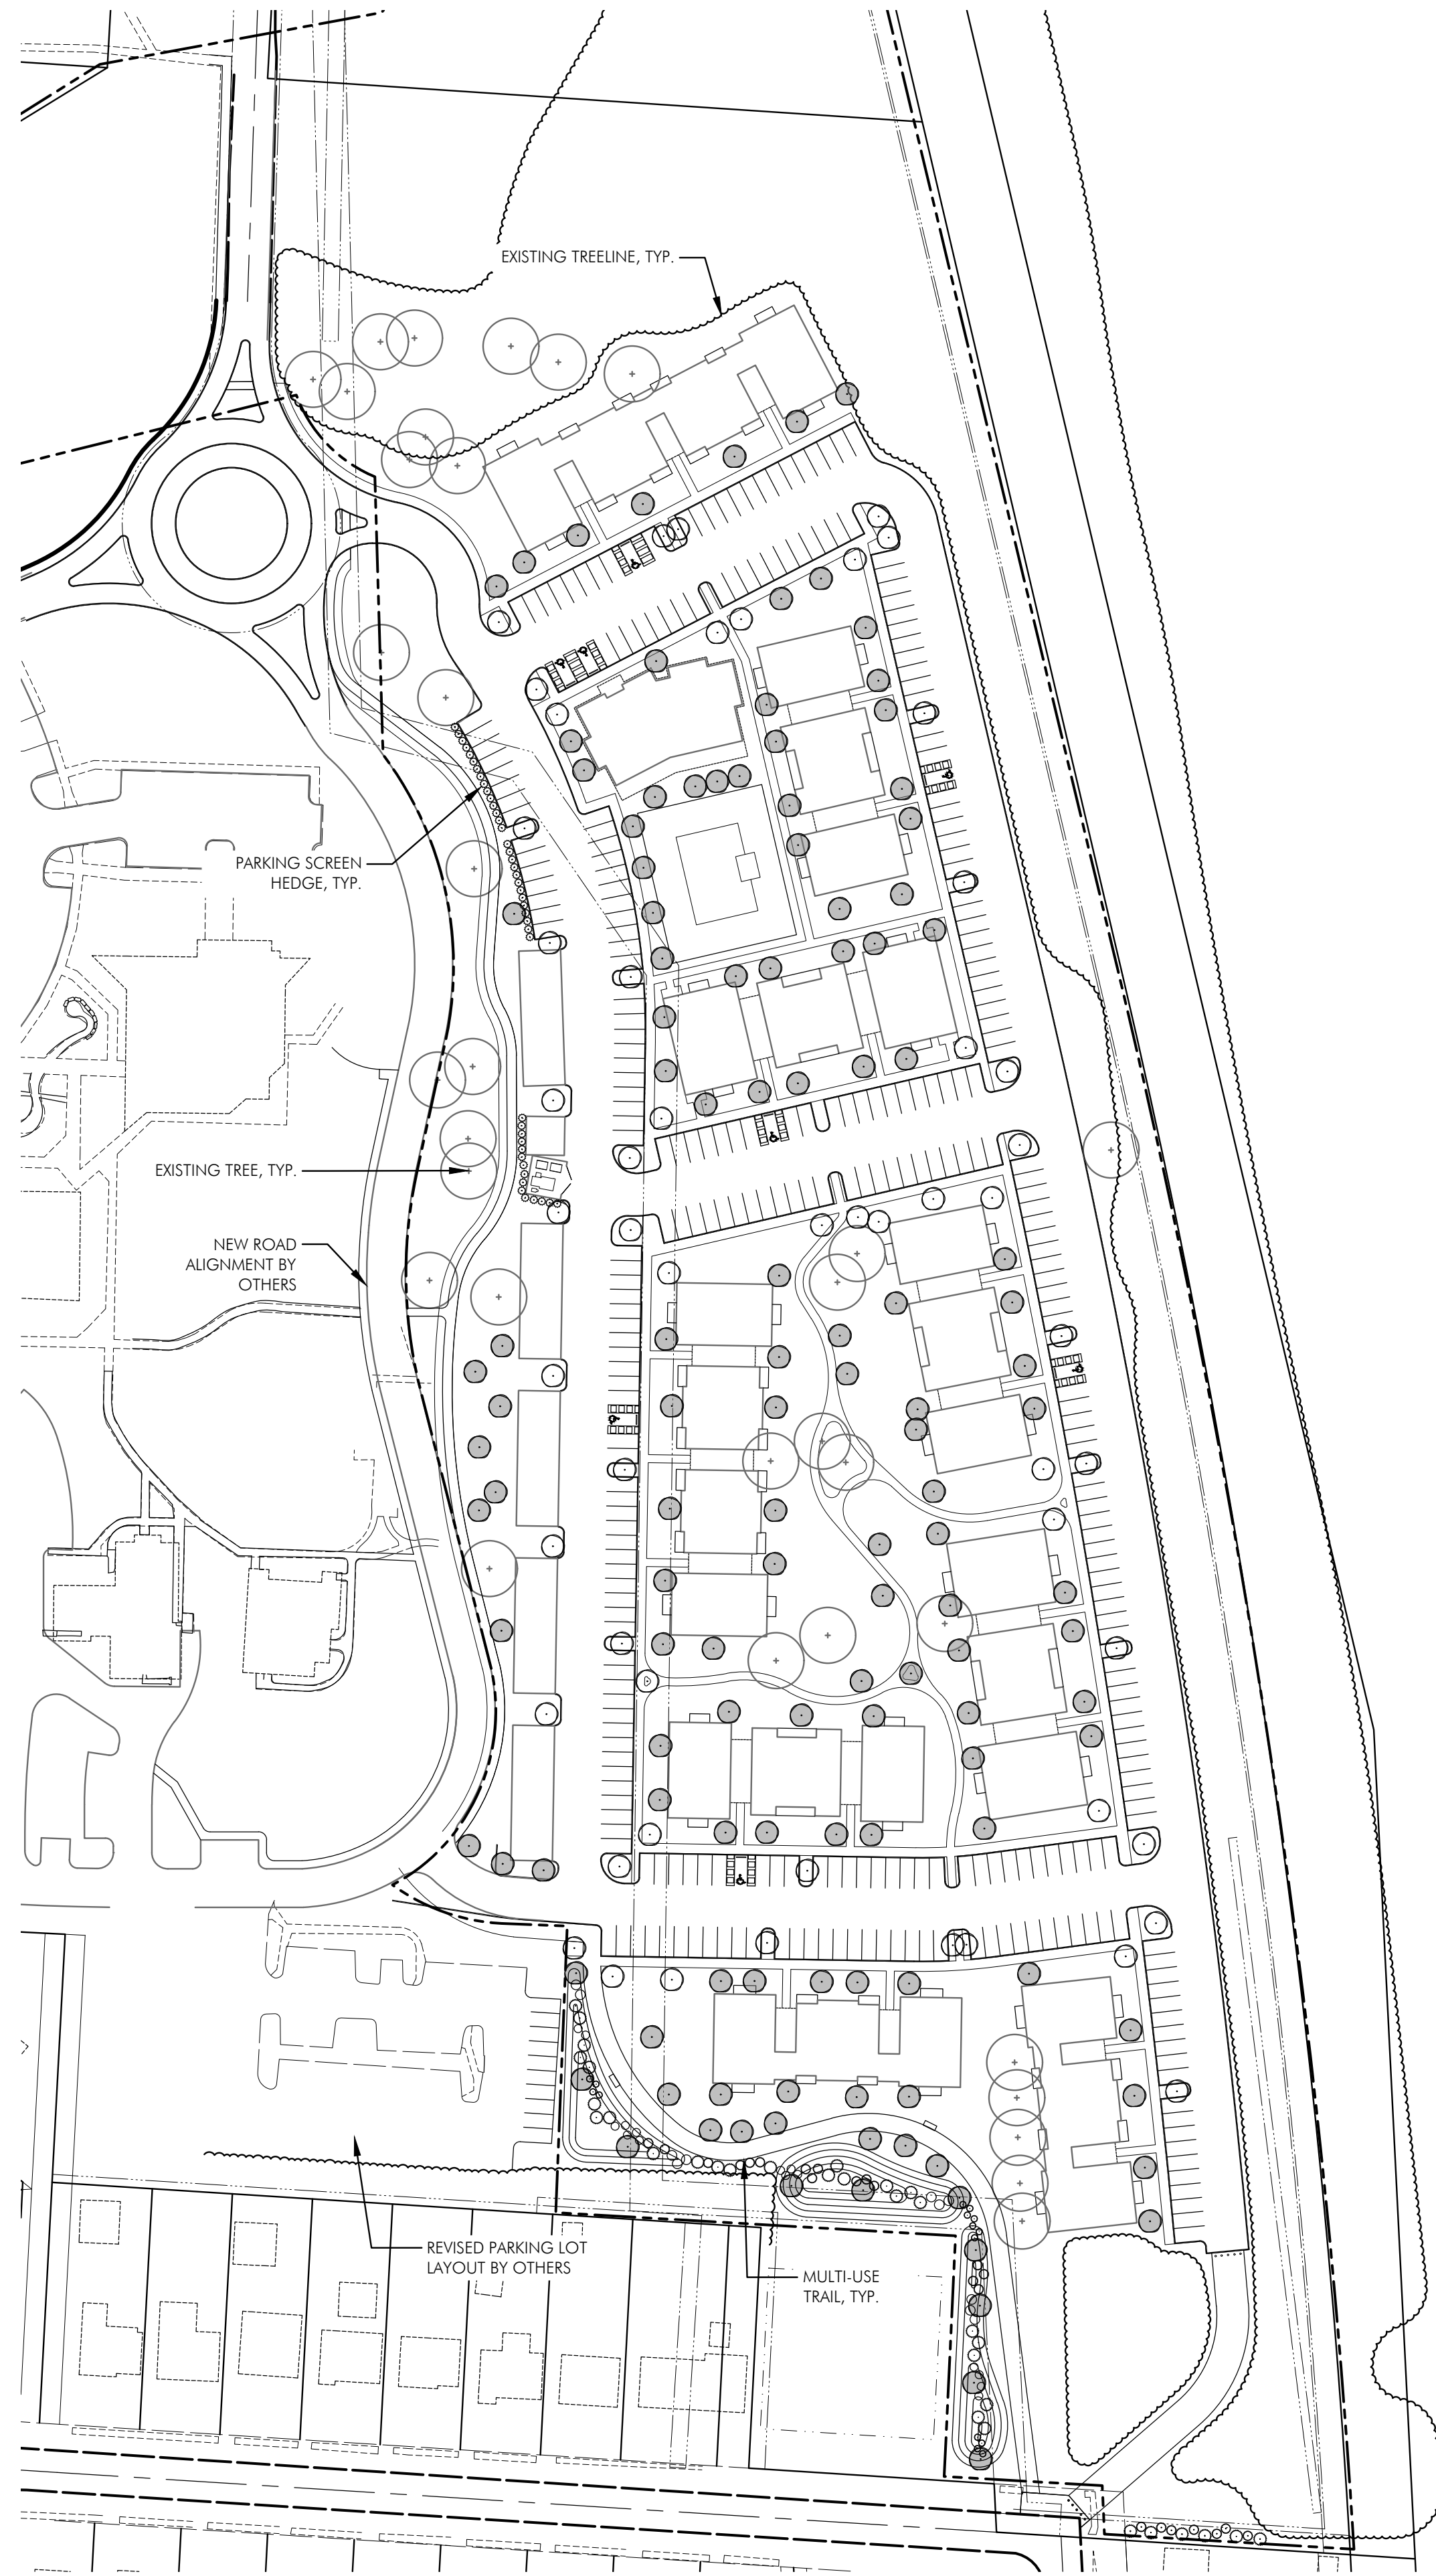 EXISTING TREELINE, TYP.
PARKING SCREEN
HEDGE, TYP.
EXISTING TREE, TYP.
NEW ROAD
ALIGNMENT BY
OTHERS
REVISED PARKING LOT
LAYOUT BY OTHERS
MULTI-USE
TRAIL, TYP.